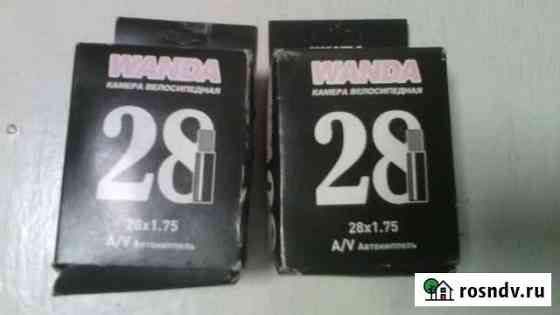 WANDA
КАМЕРА ВЕЛОСИПЕДНАЯ
28
28x1.75
A/V Автониппель
WANDA
КАМЕРА ВЕЛОСИПЕДНАЯ
28
28x1.75
A/V Автониппель
rosndv.ru